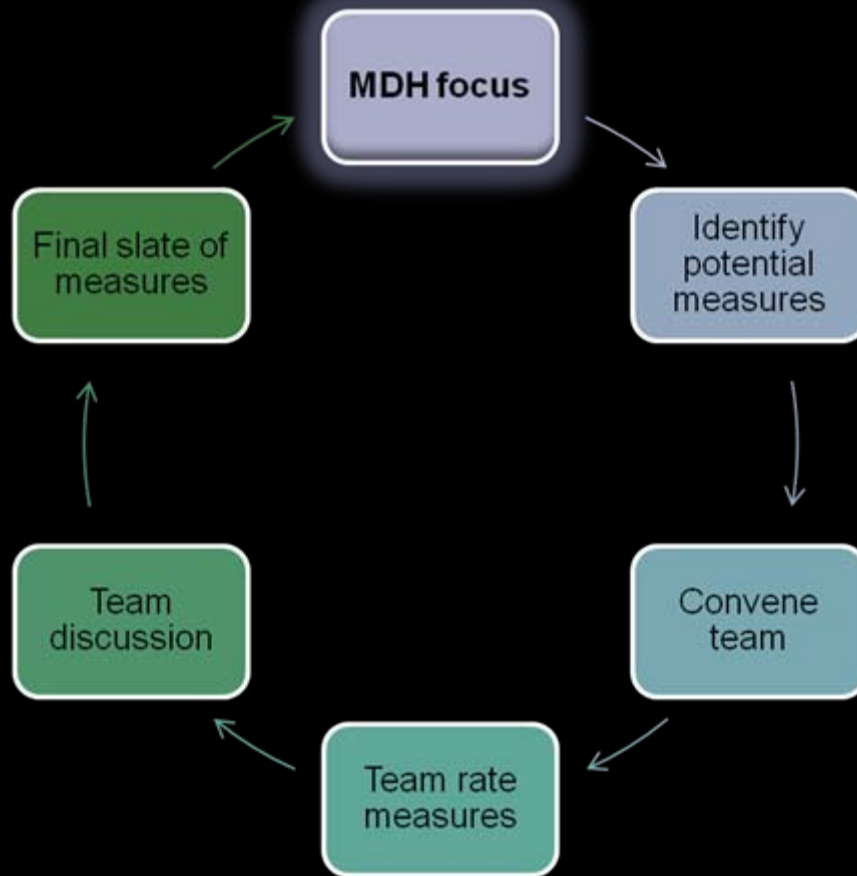 MDH focus
Identify
potential
measures
Convene
team
Team rate
measures
Team
discussion
Final slate of
measures